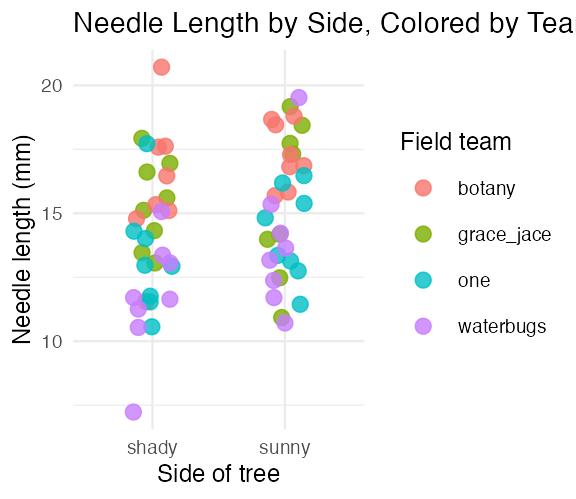 Needle Length by Side, Colored by Tea
Needle length (mm)
20
15
10
shady
sunny
Side of tree
Field team
botany
grace_jace
one
waterbugs